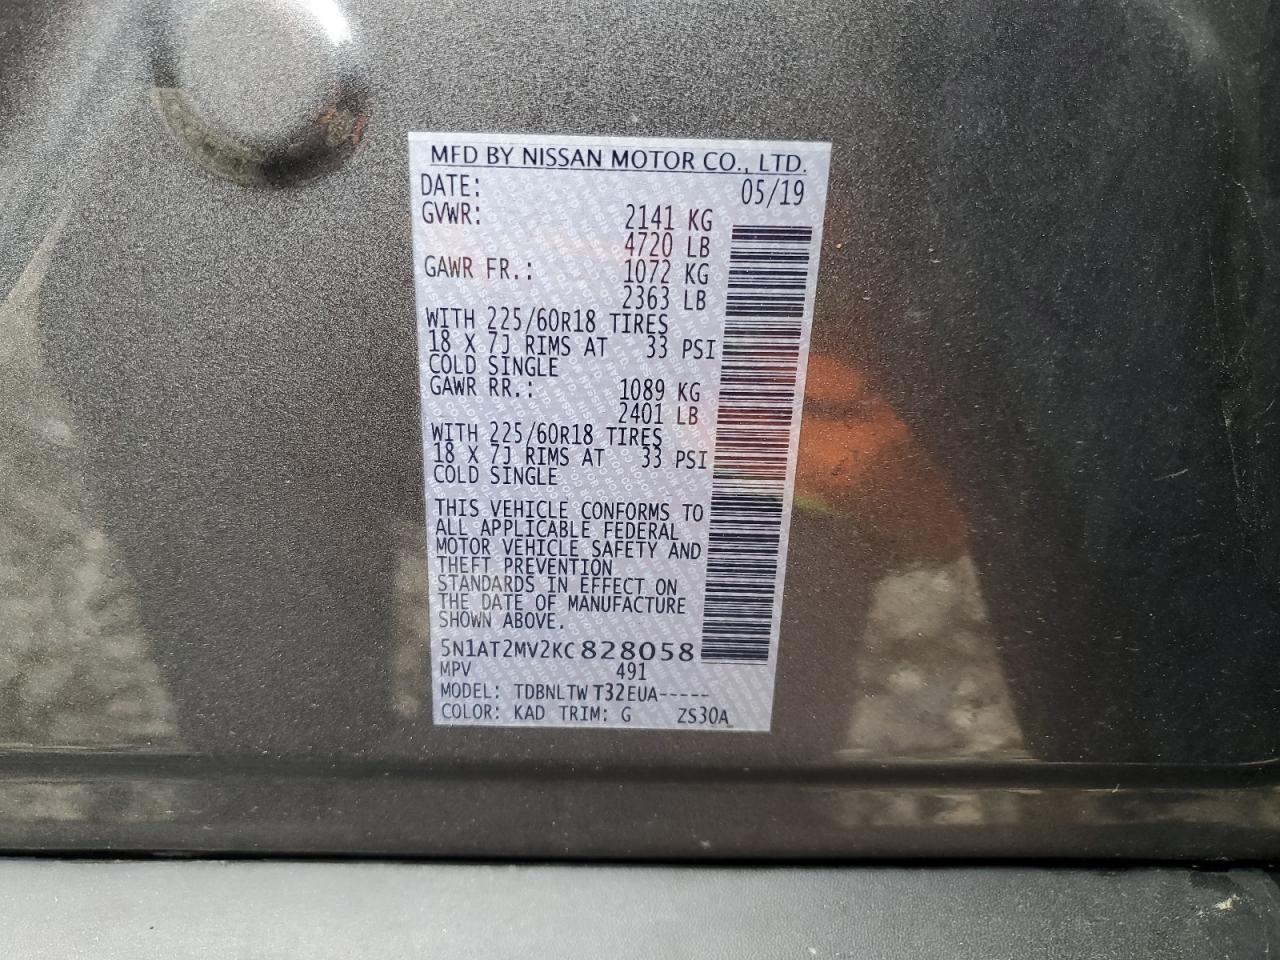 MFD BY NISSAN MOTOR CO., LTD.
DATE: 05/19
GVWR: 2141 KG
4720 LB
GAWR FR.: 1072 KG
2363 LB
WITH 225/60R18 TIRES
18 X 7J RIMS AT 33 PSI
COLD SINGLE
GAWR RR.: 1089 KG
2401 LB
WITH 225/60R18 TIRES
18 X 7J RIMS AT 33 PSI
COLD SINGLE
THIS VEHICLE CONFORMS TO
ALL APPLICABLE FEDERAL
MOTOR VEHICLE SAFETY AND
THEFT PREVENTION
STANDARDS IN EFFECT ON
THE DATE OF MANUFACTURE
SHOWN ABOVE.
5N1AT2MV2KC828058
MPV 491
MODEL: TDBNLTWT32EUA-----
COLOR: KAD TRIM: G ZS30A